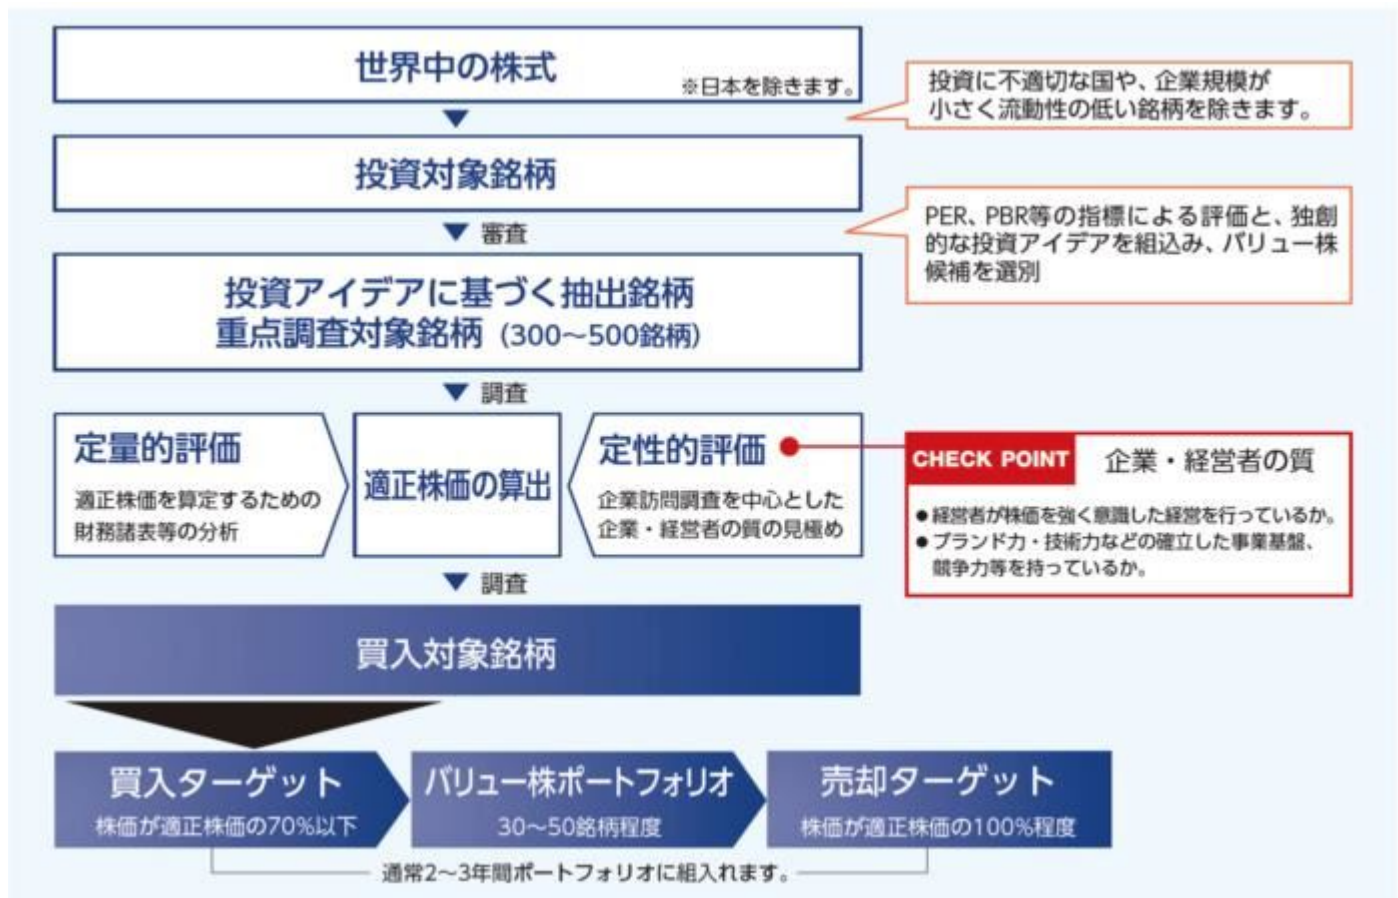 世界中の株式
※日本を除きます。
投資に不適切な国や、企業規模が
小さく流動性の低い銘柄を除きます。
▼
投資対象銘柄
▼ 審査
PER、PBR等の指標による評価と、独創
的な投資アイデアを組込み、バリュー株
候補を選別
投資アイデアに基づく抽出銘柄
重点調査対象銘柄（300～500銘柄）
▼ 調査
定量的評価
適正株価を算定するための
財務諸表等の分析
適正株価の算出
定性的評価
企業訪問調査を中心とした
企業・経営者の質の見極め
CHECK POINT 企業・経営者の質
●経営者が株価を強く意識した経営を行っているか。
●ブランド力・技術力などの確立した事業基盤、
競争力等を持っているか。
▼ 調査
買入対象銘柄
買入ターゲット
株価が適正株価の70%以下
バリュー株ポートフォリオ
30～50銘柄程度
売却ターゲット
株価が適正株価の100%程度
通常2～3年間ポートフォリオに組入れます。